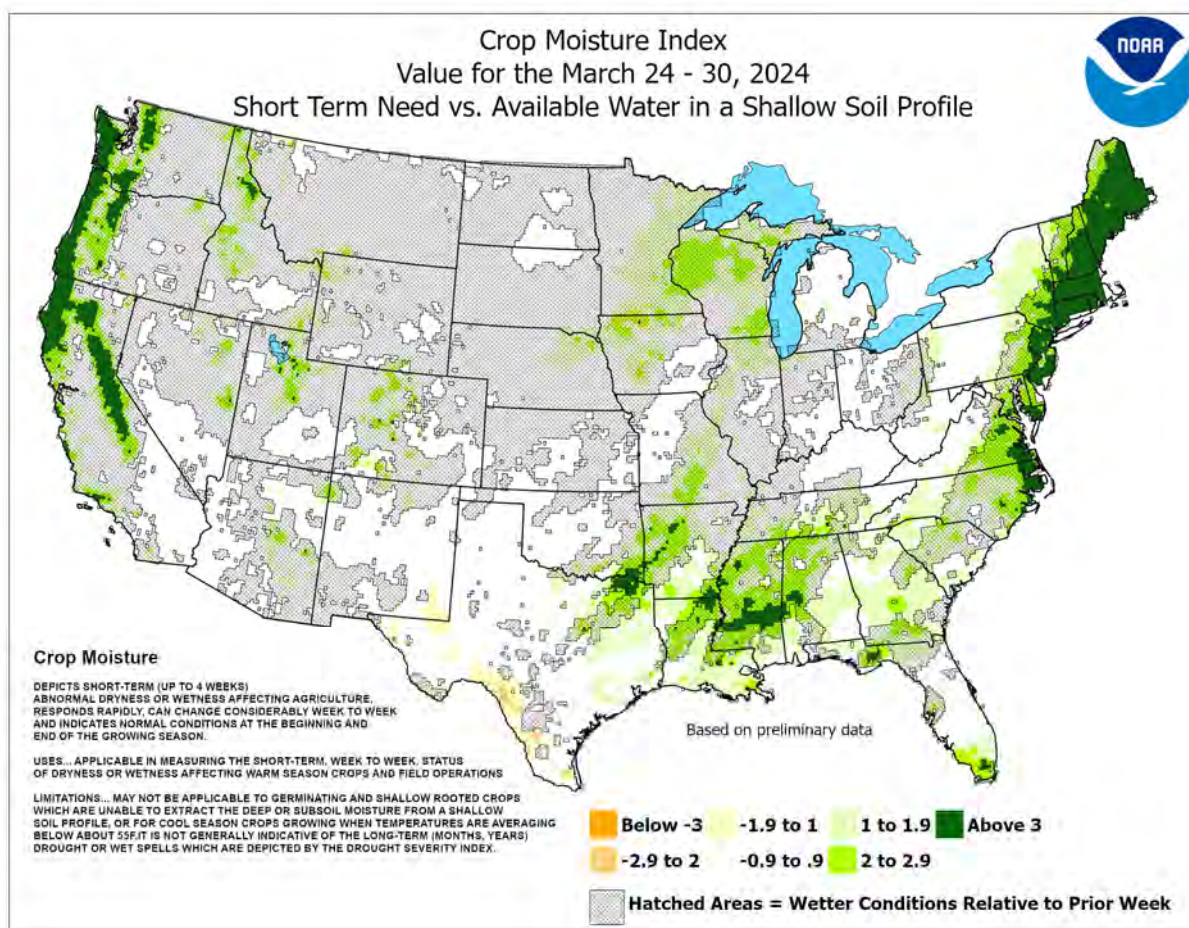 Crop Moisture Index
Value for the March 24 - 30, 2024
Short Term Need vs. Available Water in a Shallow Soil Profile
NOAA
Crop Moisture
DEPICTS SHORT-TERM (UP TO 4 WEEKS)
ABNORMAL DRYNESS OR WETNESS AFFECTING AGRICULTURE,
RESPONDS RAPIDLY, CAN CHANGE CONSIDERABLY WEEK TO WEEK
AND INDICATES NORMAL CONDITIONS AT THE BEGINNING AND
END OF THE GROWING SEASON.
USES... APPLICABLE IN MEASURING THE SHORT-TERM, WEEK TO WEEK, STATUS
OF DRYNESS OR WETNESS AFFECTING WARM SEASON CROPS AND FIELD OPERATIONS
LIMITATIONS... MAY NOT BE APPLICABLE TO GERMINATING AND SHALLOW ROOTED CROPS
WHICH ARE UNABLE TO EXTRACT THE DEEP OR SUBSOIL MOISTURE FROM A SHALLOW
SOIL PROFILE, OR FOR COOL SEASON CROPS GROWING WHEN TEMPERATURES ARE AVERAGING
BELOW ABOUT 55F.IT IS NOT GENERALLY INDICATIVE OF THE LONG-TERM (MONTHS, YEARS)
DROUGHT OR WET SPELLS WHICH ARE DEPICTED BY THE DROUGHT SEVERITY INDEX.
Based on preliminary data
Below -3 -1.9 to 1 1 to 1.9 Above 3
-2.9 to 2 -0.9 to .9 2 to 2.9
Hatched Areas = Wetter Conditions Relative to Prior Week